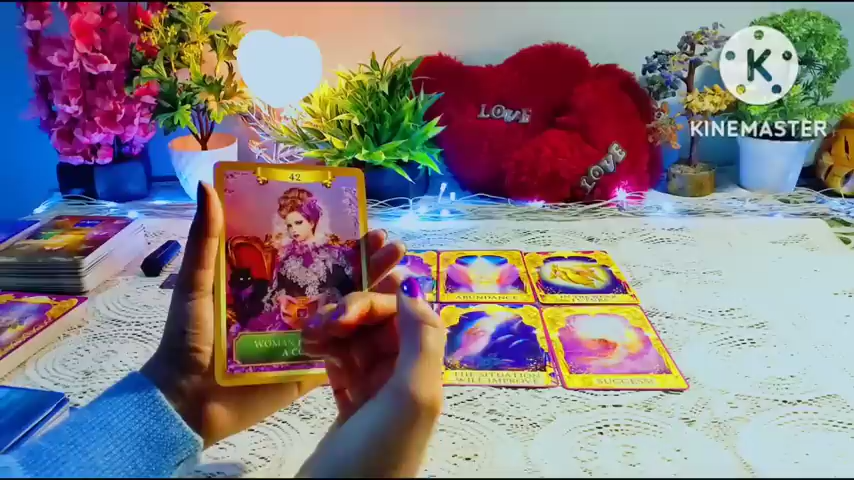 K
KINEMASTER
LOVE
LOVE
42
WOMAN
ABUNDANCE
THE SITUATION
WILL IMPROVE
SUCCESS